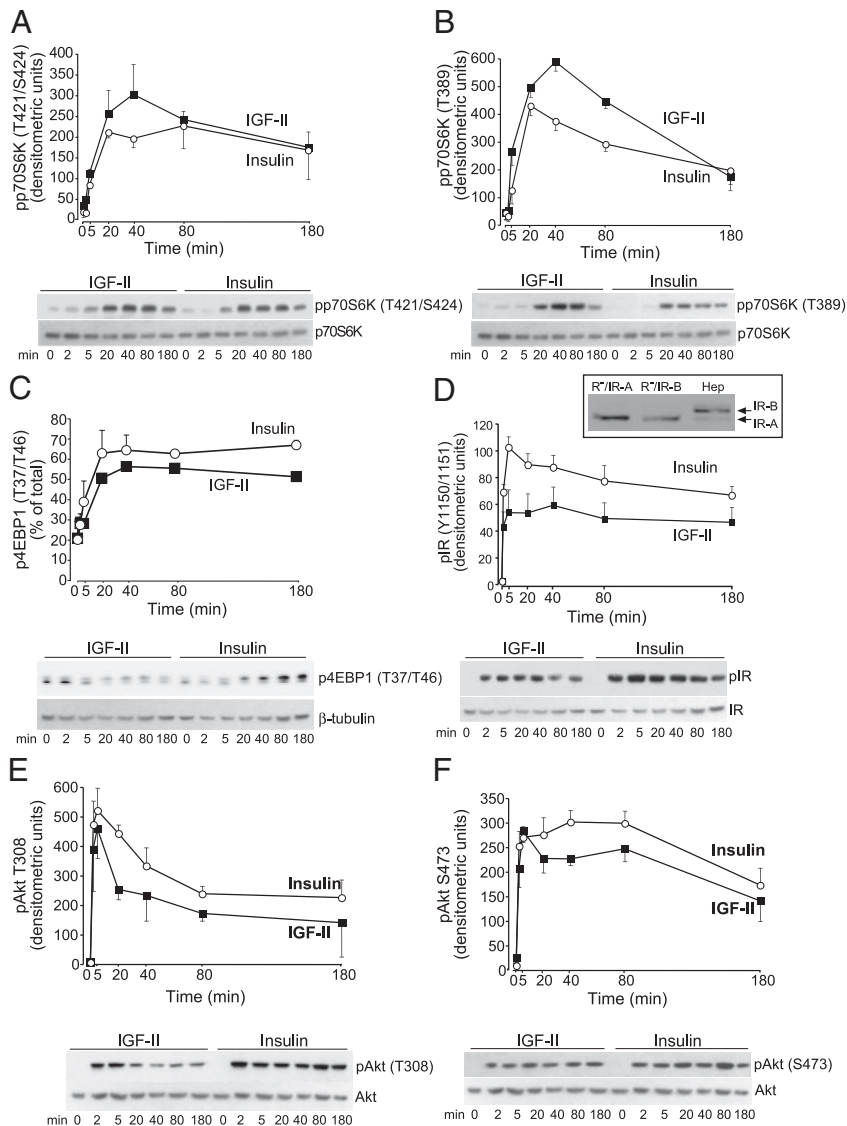 A
pp70S6K (T421/S424)
(densitometric units)
400
350
300
250
200
150
100
50
0
IGF-II
Insulin
0 5 20 40 80 180
Time (min)
IGF-II Insulin
pp70S6K (T421/S424)
p70S6K
min 0 2 5 20 40 80 180 0 2 5 20 40 80 180
B
pp70S6K (T389)
(densitometric units)
600
500
400
300
200
100
0
IGF-II
Insulin
0 5 20 40 80 180
Time (min)
IGF-II Insulin
pp70S6K (T389)
p70S6K
min 0 2 5 20 40 80 180 0 2 5 20 40 80 180
C
p4EBP1 (T37/T46)
(% of total)
80
70
60
50
40
30
20
10
0
Insulin
IGF-II
0 5 20 40 80 180
Time (min)
IGF-II Insulin
p4EBP1 (T37/T46)
β-tubulin
min 0 2 5 20 40 80 180 0 2 5 20 40 80 180
D
R⁻/IR-A R⁻/IR-B Hep
IR-B
IR-A
pIR (Y1150/1151)
(densitometric units)
120
100
80
60
40
20
0
Insulin
IGF-II
0 5 20 40 80 180
Time (min)
IGF-II Insulin
pIR
IR
min 0 2 5 20 40 80 180 0 2 5 20 40 80 180
E
pAkt T308
(densitometric units)
600
500
400
300
200
100
0
Insulin
IGF-II
0 5 20 40 80 180
Time (min)
IGF-II Insulin
pAkt (T308)
Akt
min 0 2 5 20 40 80 180 0 2 5 20 40 80 180
F
pAkt S473
(densitometric units)
350
300
250
200
150
100
50
0
Insulin
IGF-II
0 5 20 40 80 180
Time (min)
IGF-II Insulin
pAkt (S473)
Akt
min 0 2 5 20 40 80 180 0 2 5 20 40 80 180